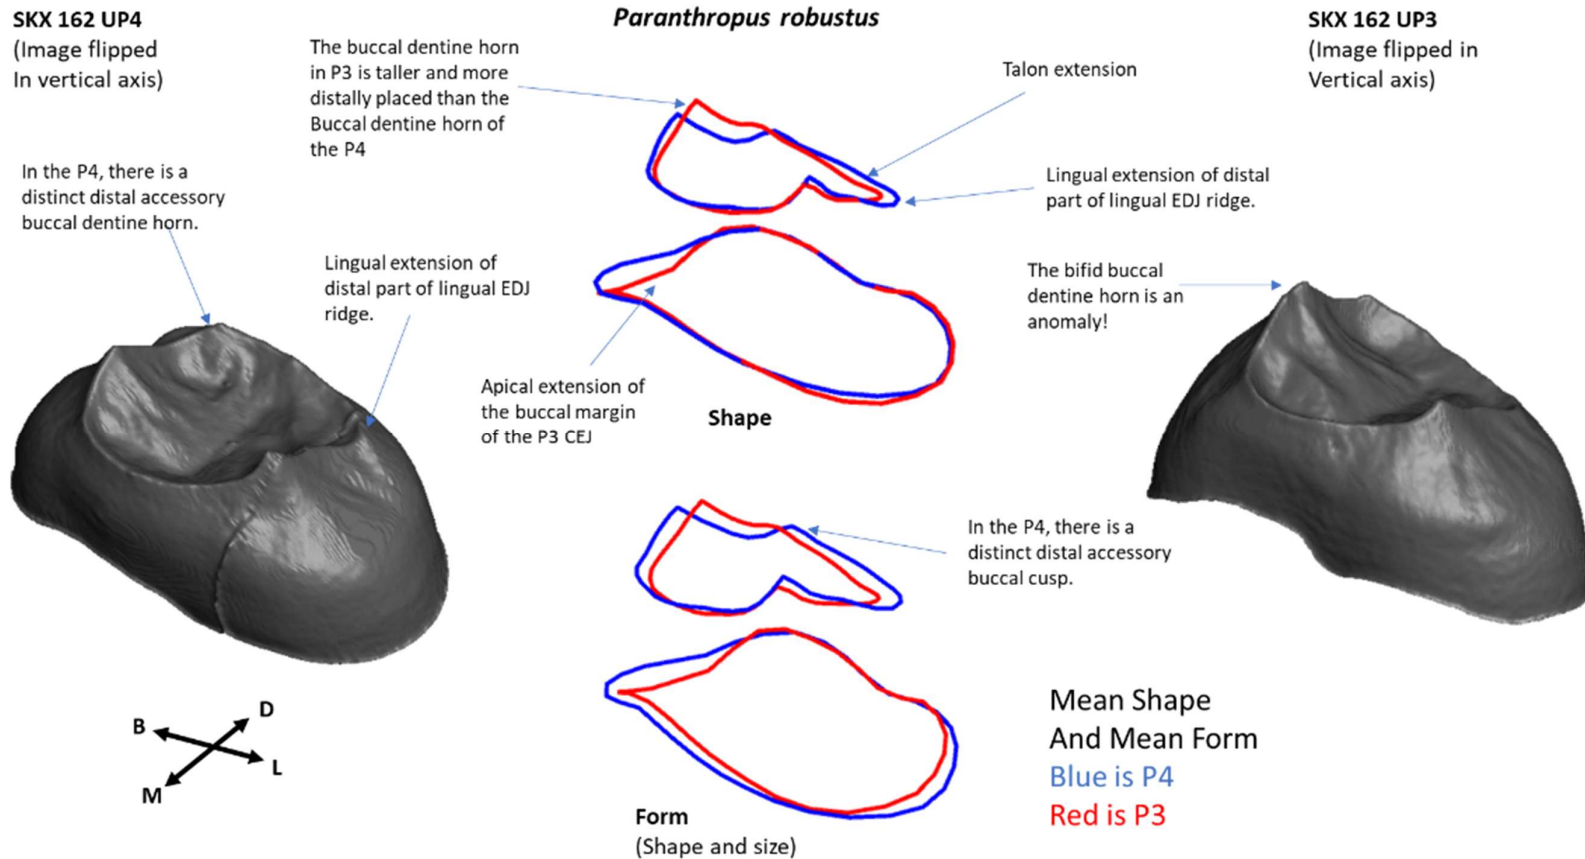 SKX 162 UP4
(Image flipped
In vertical axis)
Paranthropus robustus
SKX 162 UP3
(Image flipped in
Vertical axis)
The buccal dentine horn
in P3 is taller and more
distally placed than the
Buccal dentine horn of
the P4
Talon extension
In the P4, there is a
distinct distal accessory
buccal dentine horn.
Lingual extension of distal
part of lingual EDJ ridge.
Lingual extension of
distal part of lingual EDJ
ridge.
The bifid buccal
dentine horn is an
anomaly!
Apical extension of
the buccal margin
of the P3 CEJ
Shape
In the P4, there is a
distinct distal accessory
buccal cusp.
B
D
L
M
Mean Shape
And Mean Form
Blue is P4
Red is P3
Form
(Shape and size)